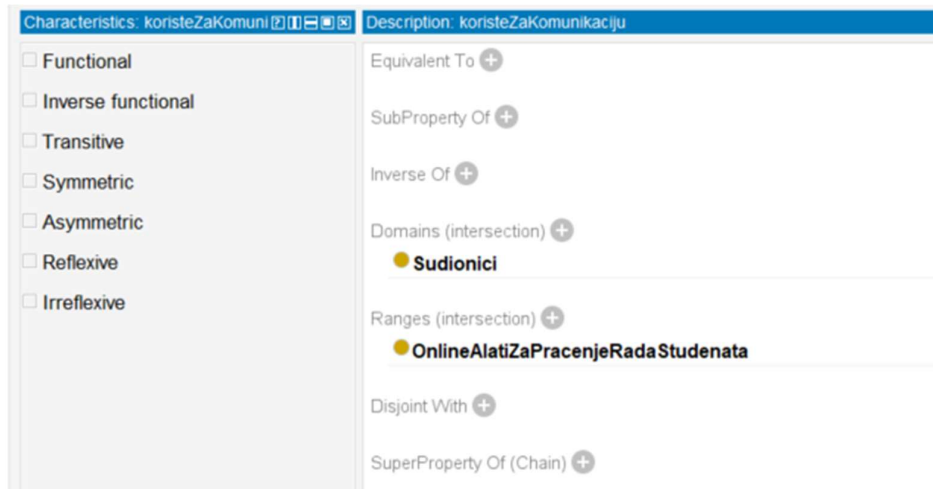 Characteristics: koristeZaKomuni
Functional
Inverse functional
Transitive
Symmetric
Asymmetric
Reflexive
Irreflexive
Description: koristeZaKomunikaciju
Equivalent To
SubProperty Of
Inverse Of
Domains (intersection)
Sudionici
Ranges (intersection)
OnlineAlatiZaPracenjeRadaStudenata
Disjoint With
SuperProperty Of (Chain)